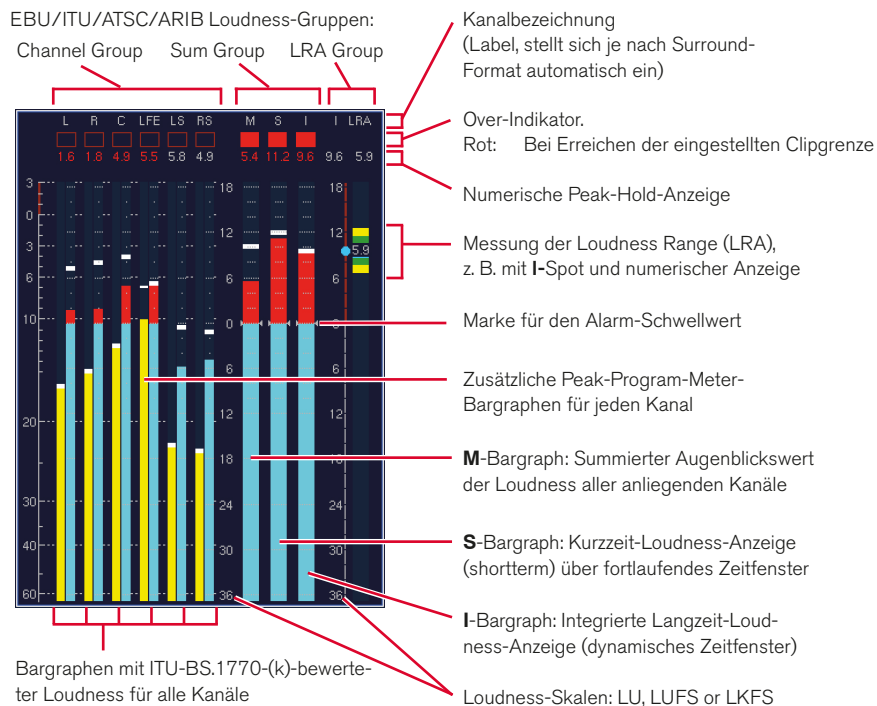 EBU/ITU/ATSC/ARIB Loudness-Gruppen:
Channel Group Sum Group LRA Group
L R C LFE LS RS M S I I LRA
1.6 1.8 4.9 5.5 5.8 4.9 5.4 11.2 9.6 9.6 5.9
3 18 18
0
12 12
3
5.9
6 6 6
10 0 0
6 6
12 12
20
18 18
24 24
30
40 30 30
60 36 36
Bargraphen mit ITU-BS.1770-(k)-bewerte-
ter Loudness für alle Kanäle
Kanalbezeichnung
(Label, stellt sich je nach Surround-
Format automatisch ein)
Over-Indikator.
Rot: Bei Erreichen der eingestellten Clipgrenze
Numerische Peak-Hold-Anzeige
Messung der Loudness Range (LRA),
z. B. mit I-Spot und numerischer Anzeige
Marke für den Alarm-Schwellwert
Zusätzliche Peak-Program-Meter-
Bargraphen für jeden Kanal
M-Bargraph: Summierter Augenblickswert
der Loudness aller anliegenden Kanäle
S-Bargraph: Kurzzeit-Loudness-Anzeige
(shortterm) über fortlaufendes Zeitfenster
I-Bargraph: Integrierte Langzeit-Loud-
ness-Anzeige (dynamisches Zeitfenster)
Loudness-Skalen: LU, LUFS or LKFS